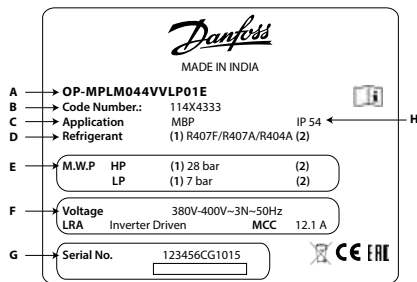 Danfoss
MADE IN INDIA
A OP-MPLM044VVLP01E
B Code Number.: 114X4333
C Application MBP IP 54 H
D Refrigerant (1) R407F/R407A/R404A (2)
E M.W.P HP (1) 28 bar (2)
LP (1) 7 bar (2)
F Voltage 380V-400V~3N~50Hz
LRA Inverter Driven MCC 12.1 A
G Serial No. 123456CG1015
CE EAC